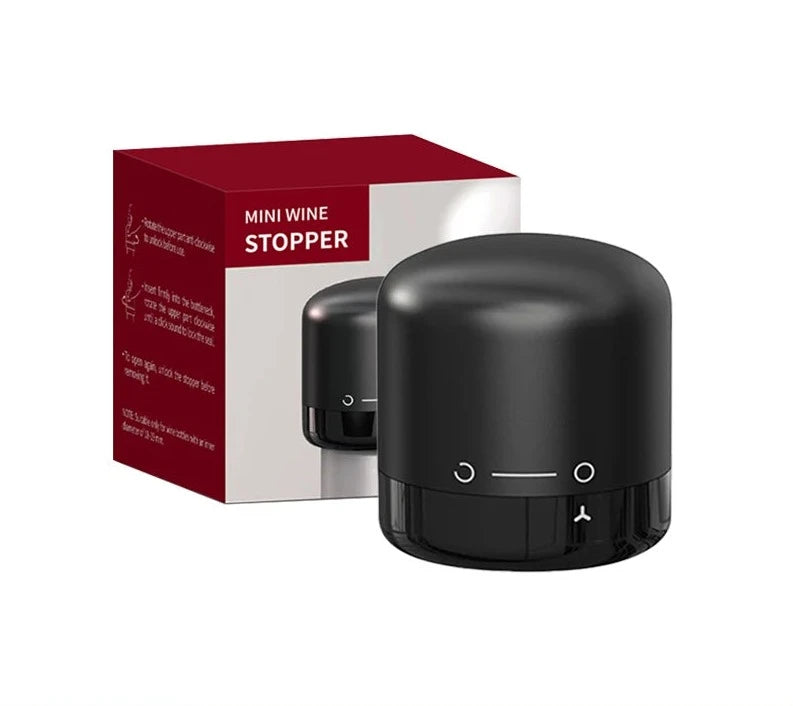 MINI WINE
STOPPER
•Rotate the upper part anti-clockwise
to unlock before use.
•Insert firmly into the bottleneck,
rotate the upper part clockwise
until a click sound to lock the seal.
•To open again, unlock the stopper before
removing it.
NOTE: Suitable only for wine bottles with an inner
diameter of 18-20 mm.